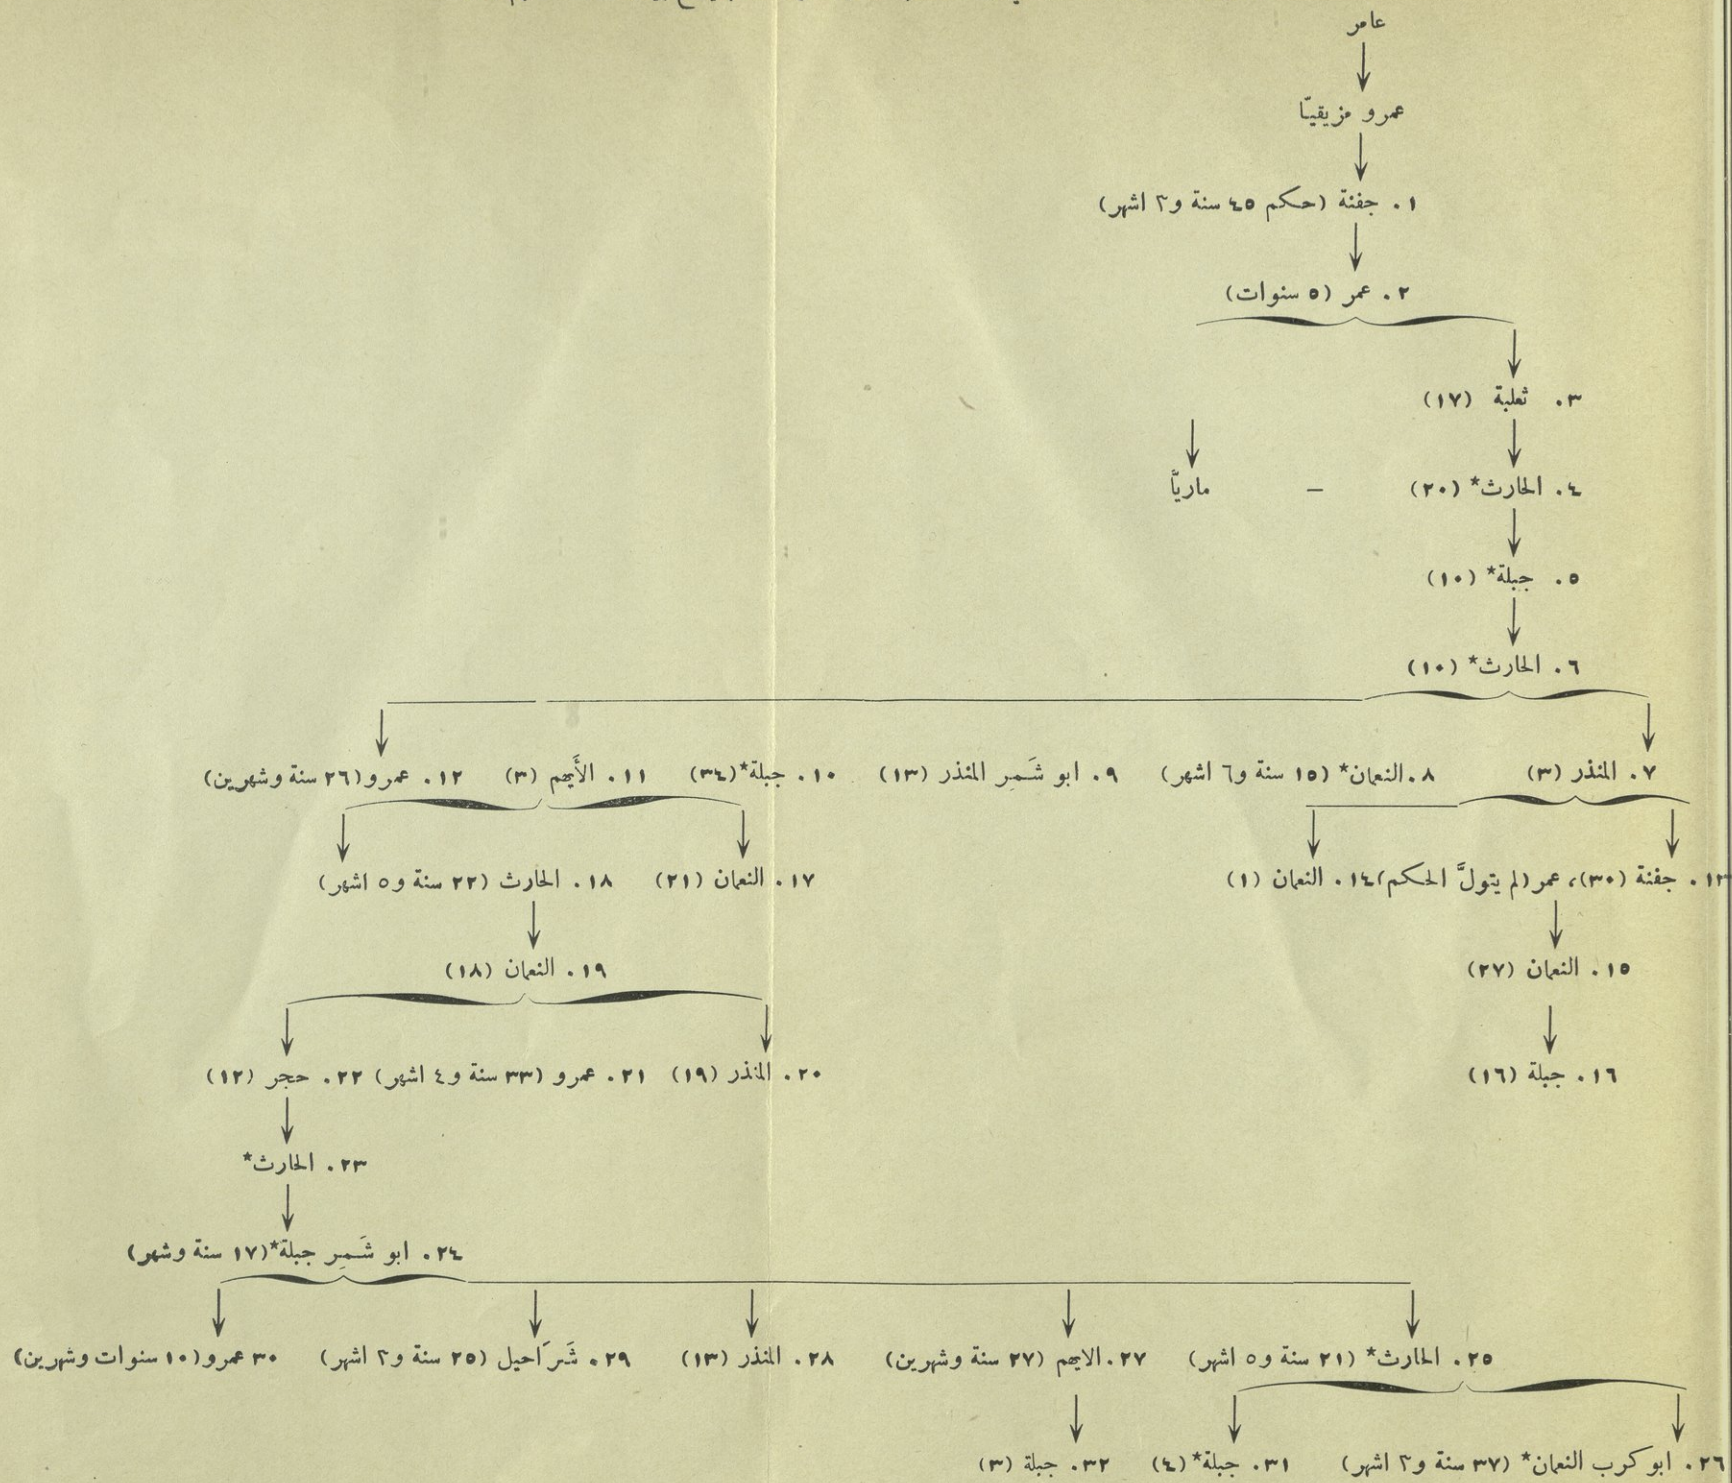 عامر
عمرو مزيقيّا
١. جفنة (حكم ٤٥ سنة و٣ اشهر)
٢. عمر (٥ سنوات)
٣. ثعلبة (١٧)
٤. الحارث* (٢٠) – ماريّا
٥. جبلة* (١٠)
٦. الحارث* (١٠)
٧. المنذر (٣) ٨. النعمان* (١٥ سنة و٦ اشهر) ٩. ابو شَمِر المنذر (١٣) ١٠. جبلة* (٣٤) ١١. الأَيهم (٣) ١٢. عمرو (٢٦ سنة وشهرين)
١٣. جفنة (٣٠)، عمر (لم يتولَّ الحكم) ١٤. النعمان (١) ١٧. النعمان (٢١) ١٨. الحارث (٢٢ سنة و٥ اشهر)
١٥. النعمان (٢٧) ١٩. النعمان (١٨)
١٦. جبلة (١٦) ٢٠. المنذر (١٩) ٢١. عمرو (٣٣ سنة و٤ اشهر) ٢٢. حجر (١٢)
٢٣. الحارث*
٢٤. ابو شَمِر جبلة* (١٧ سنة وشهر)
٢٥. الحارث* (٢١ سنة و٥ اشهر) ٢٧. الايهم (٢٧ سنة وشهرين) ٢٨. المنذر (١٣) ٢٩. شَرَاحيل (٢٥ سنة و٣ اشهر) ٣٠ عمرو (١٠ سنوات وشهرين)
٢٦. ابو كرب النعمان* (٣٧ سنة و٣ اشهر) ٣١. جبلة* (٤) ٣٢. جبلة (٣)